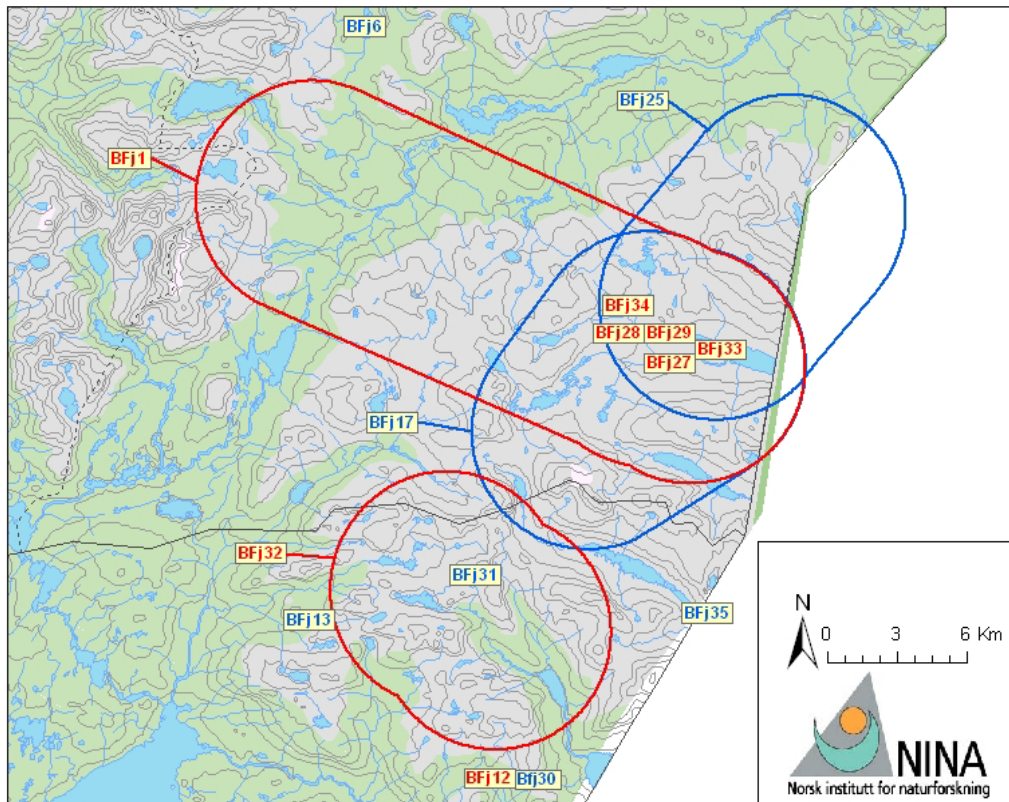 BFj6
BFj25
BFj1
BFj34
BFj28 BFj29
BFj33
BFj27
BFj17
BFj32
BFj31
BFj13
BFj35
BFj12 Bfj30
N
0 3 6 Km
NINA
Norsk institutt for naturforskning